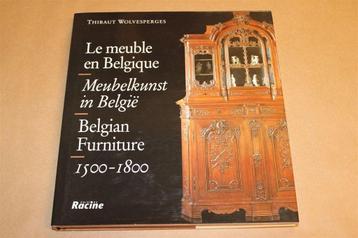 Thibaut Wolvesperges
Le meuble
en Belgique
Meubelkunst
in België
Belgian
Furniture
1500-1800
Racine